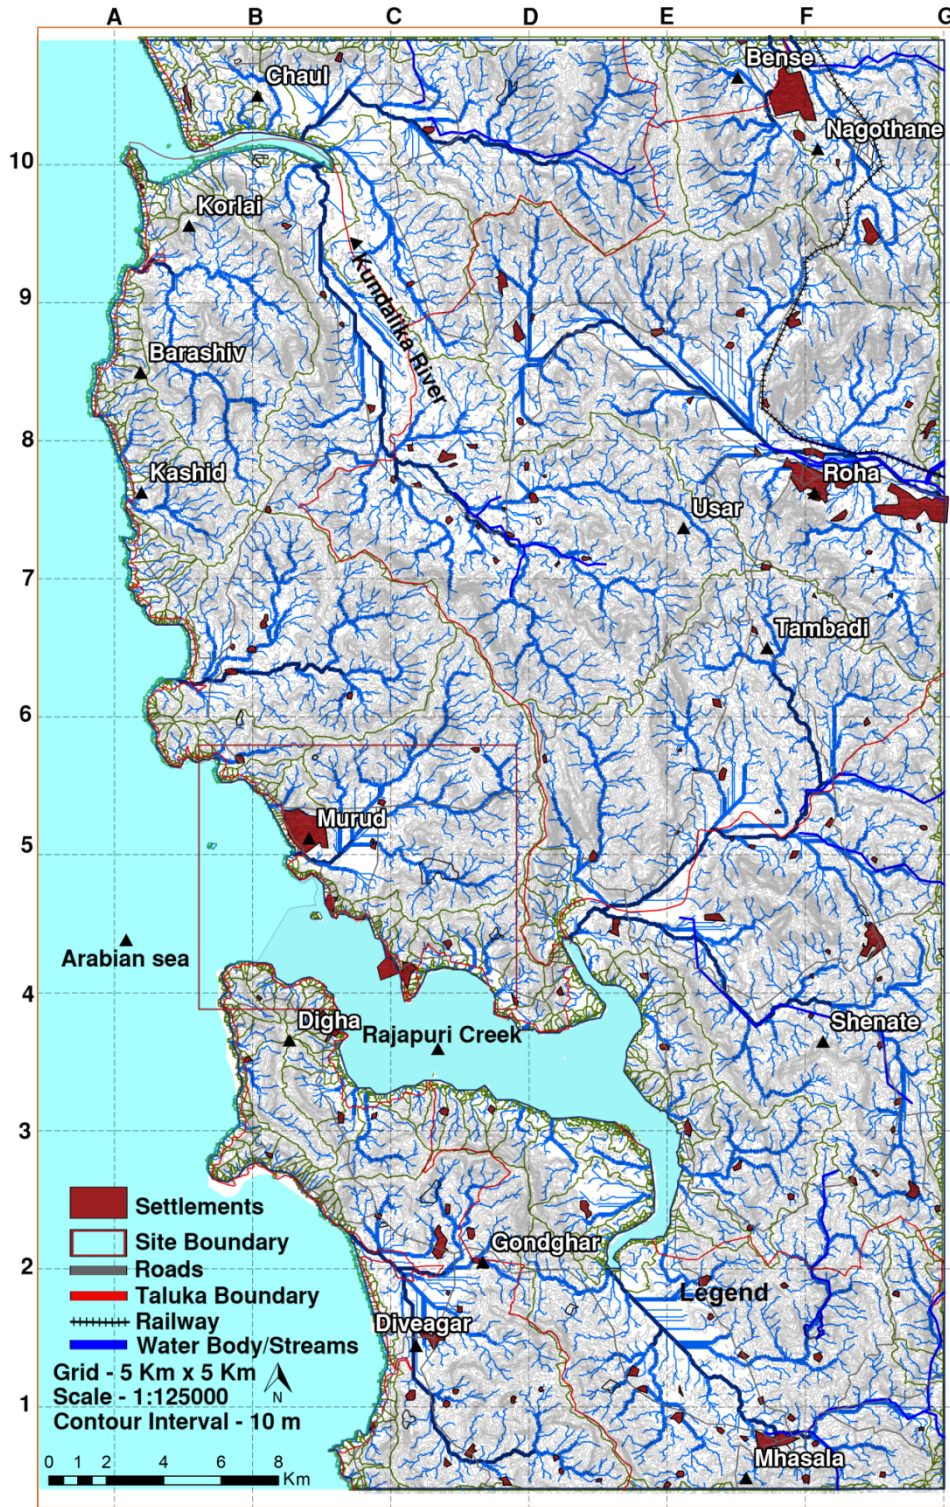 A B C D E F G
Bense
Chaul
Nagothane
10
Korlai
Kundalika River
9
Barashiv
8
Kashid
Roha
Usar
7
Tambadi
6
Murud
5
Arabian sea
4
Digha
Rajapuri Creek
Shenate
3
Settlements
Site Boundary
Gondghar
2
Roads
Legend
Taluka Boundary
Railway
Diveagar
Water Body/Streams
Grid - 5 Km x 5 Km
Scale - 1:125000
N
1
Contour Interval - 10 m
Mhasala
0 1 2 4 6 8 Km